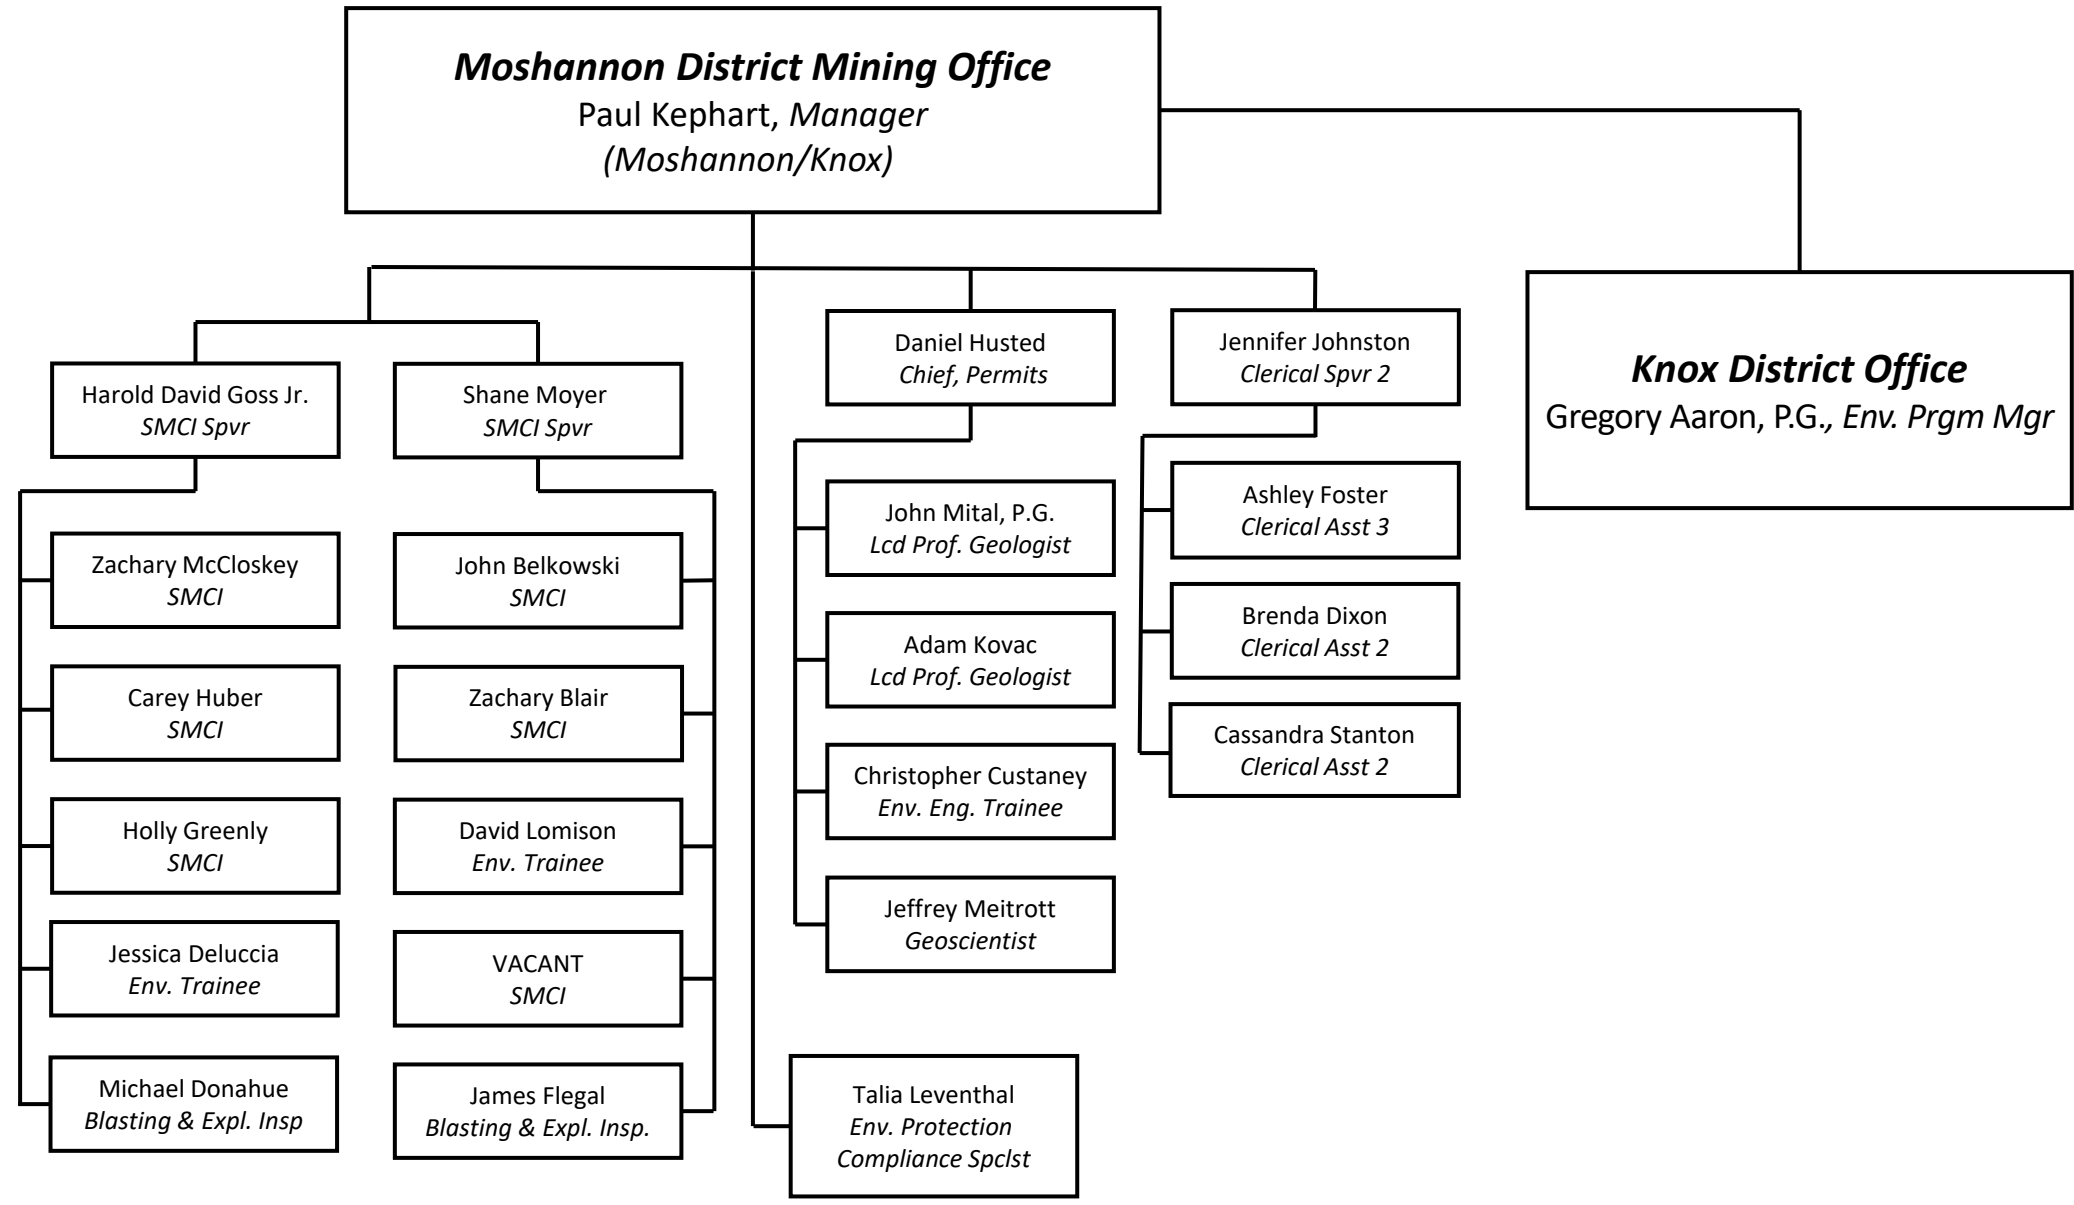 Moshannon District Mining Office
Paul Kephart, Manager
(Moshannon/Knox)
Harold David Goss Jr.
SMCI Spvr
Zachary McCloskey
SMCI
Carey Huber
SMCI
Holly Greenly
SMCI
Jessica Deluccia
Env. Trainee
Michael Donahue
Blasting & Expl. Insp
Shane Moyer
SMCI Spvr
John Belkowski
SMCI
Zachary Blair
SMCI
David Lomison
Env. Trainee
VACANT
SMCI
James Flegal
Blasting & Expl. Insp.
Daniel Husted
Chief, Permits
John Mital, P.G.
Lcd Prof. Geologist
Adam Kovac
Lcd Prof. Geologist
Christopher Custaney
Env. Eng. Trainee
Jeffrey Meitrott
Geoscientist
Talia Leventhal
Env. Protection
Compliance Spclst
Jennifer Johnston
Clerical Spvr 2
Ashley Foster
Clerical Asst 3
Brenda Dixon
Clerical Asst 2
Cassandra Stanton
Clerical Asst 2
Knox District Office
Gregory Aaron, P.G., Env. Prgm Mgr